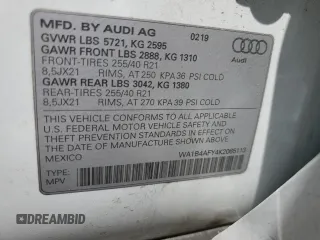 MFD. BY AUDI AG 0219
GVWR LBS 5721, KG 2595
GAWR FRONT LBS 2888, KG 1310
FRONT-TIRES 255/40 R21
8,5JX21 RIMS, AT 250 KPA 36 PSI COLD
GAWR REAR LBS 3042, KG 1380
REAR-TIRES 255/40 R21
8,5JX21 RIMS, AT 270 KPA 39 PSI COLD
Audi
THIS VEHICLE CONFORMS TO ALL APPLICABLE
U.S. FEDERAL MOTOR VEHICLE SAFETY AND
THEFT PREVENTION STANDARDS IN EFFECT ON
THE DATE OF MANUFACTURE SHOWN ABOVE.
MEXICO
TYPE:
MPV
AUTOBIDMASTER